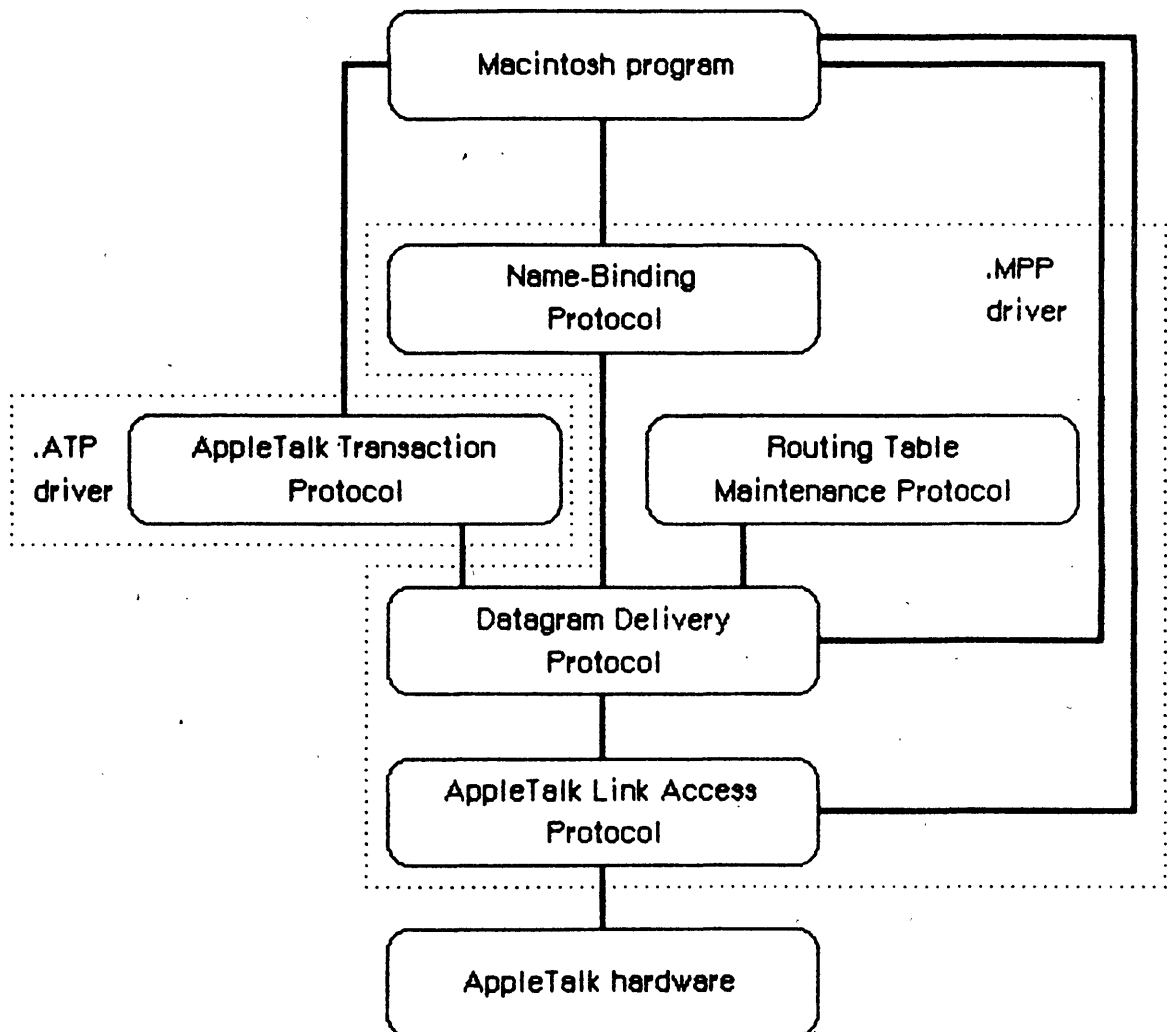 Macintosh program
Name-Binding
Protocol
.MPP
driver
.ATP
driver
AppleTalk Transaction
Protocol
Routing Table
Maintenance Protocol
Datagram Delivery
Protocol
AppleTalk Link Access
Protocol
AppleTalk hardware